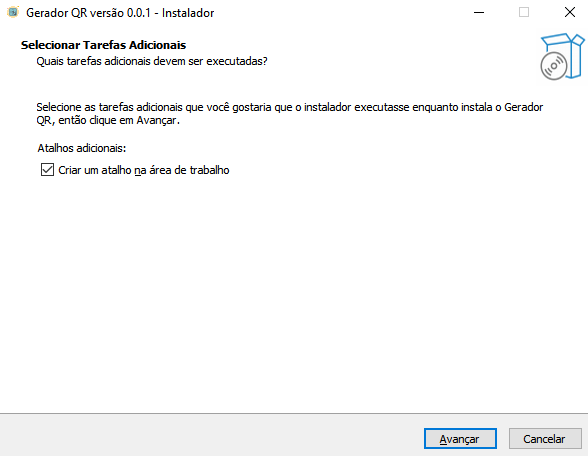 Gerador QR versão 0.0.1 - Instalador
Selecionar Tarefas Adicionais
Quais tarefas adicionais devem ser executadas?
Selecione as tarefas adicionais que você gostaria que o instalador executasse enquanto instala o Gerador
QR, então clique em Avançar.
Atalhos adicionais:
Criar um atalho na área de trabalho
Avançar
Cancelar